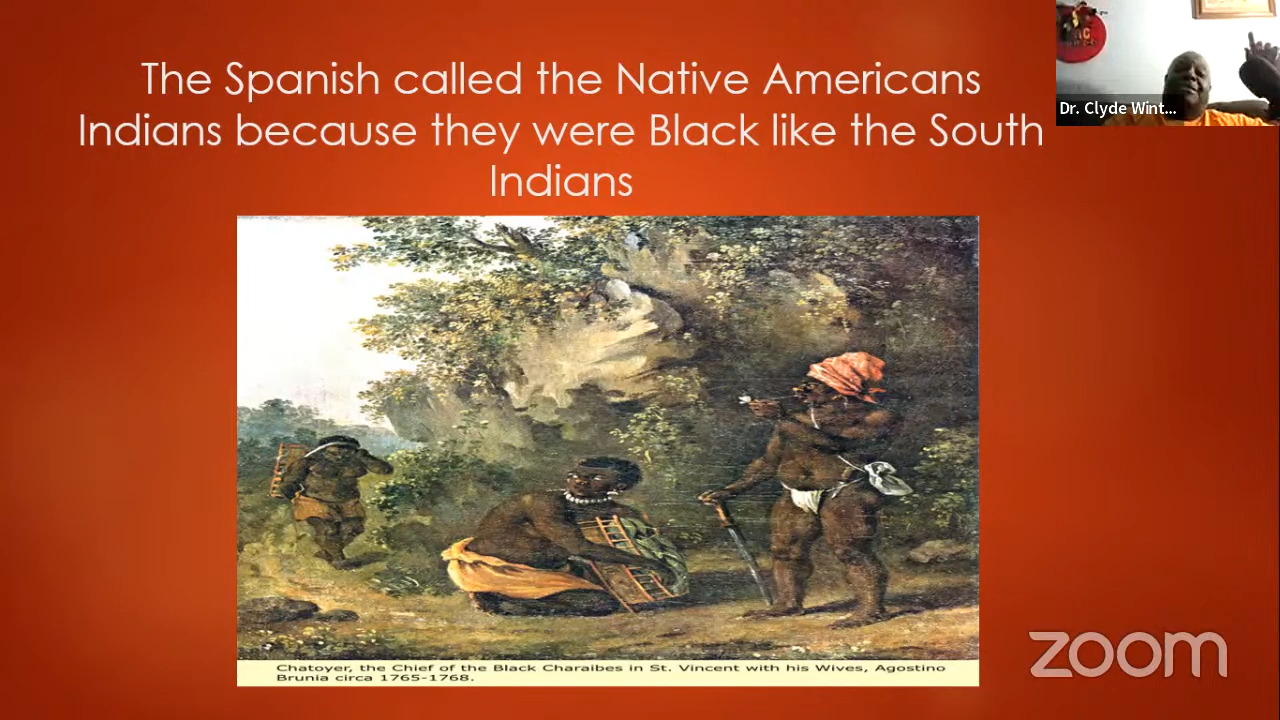 The Spanish called the Native Americans
Indians because they were Black like the South
Indians
Dr. Clyde Wint...
Chatoyer, the Chief of the Black Charaibes in St. Vincent with his Wives, Agostino
Brunia circa 1765-1768.
zoom